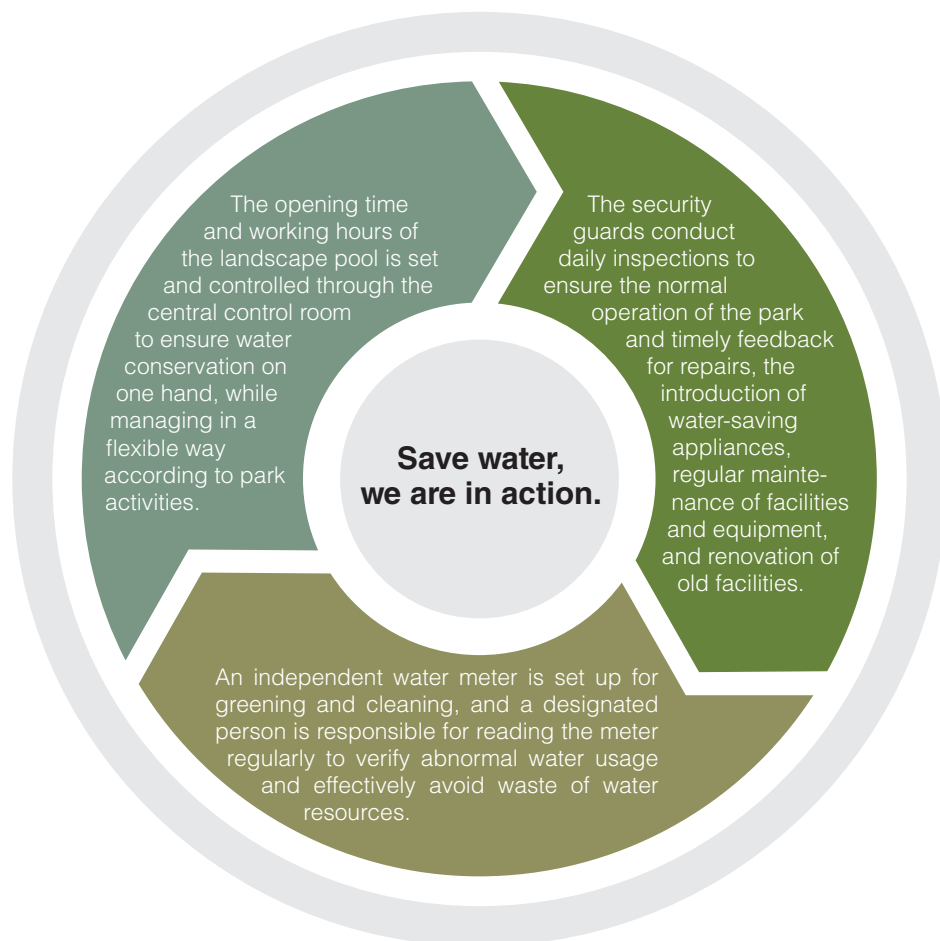 The opening time
and working hours of
the landscape pool is set
and controlled through the
central control room
to ensure water
conservation on
one hand, while
managing in a
flexible way
according to park
activities.
The security
guards conduct
daily inspections to
ensure the normal
operation of the park
and timely feedback
for repairs, the
introduction of
water-saving
appliances,
regular mainte-
nance of facilities
and equipment,
and renovation of
old facilities.
Save water,
we are in action.
An independent water meter is set up for
greening and cleaning, and a designated
person is responsible for reading the meter
regularly to verify abnormal water usage
and effectively avoid waste of water
resources.